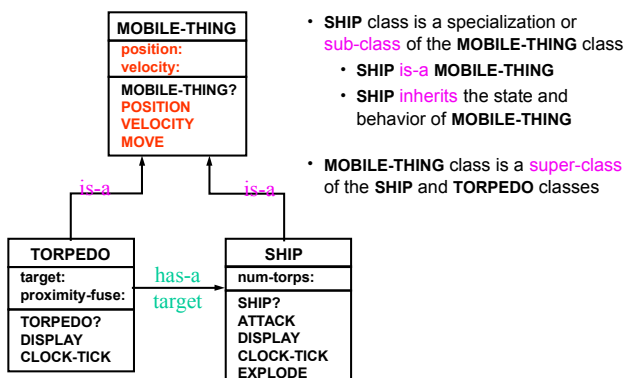 MOBILE-THING
position:
velocity:
MOBILE-THING?
POSITION
VELOCITY
MOVE
• SHIP class is a specialization or
sub-class of the MOBILE-THING class
• SHIP is-a MOBILE-THING
• SHIP inherits the state and
behavior of MOBILE-THING
• MOBILE-THING class is a super-class
of the SHIP and TORPEDO classes
is-a
is-a
TORPEDO
target:
proximity-fuse:
TORPEDO?
DISPLAY
CLOCK-TICK
has-a
target
SHIP
num-torps:
SHIP?
ATTACK
DISPLAY
CLOCK-TICK
EXPLODE